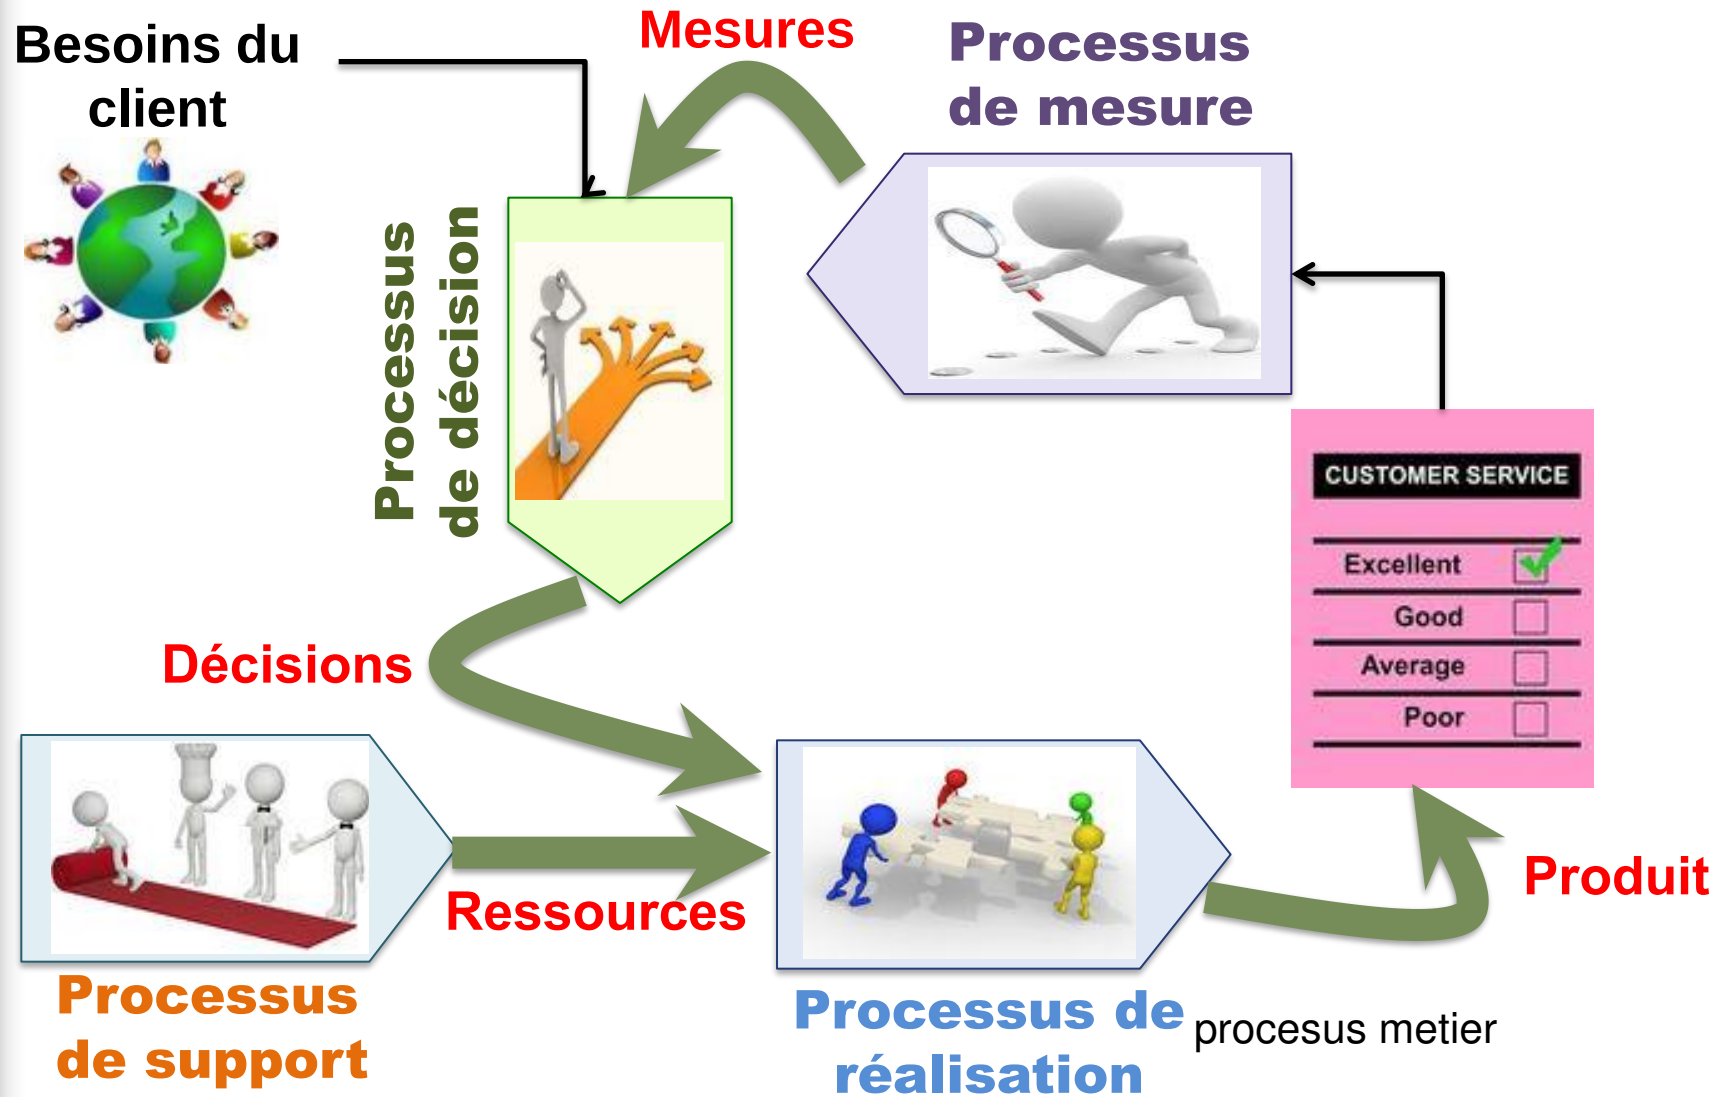 Besoins du
client
Mesures
Processus
de mesure
Processus
de décision
CUSTOMER SERVICE
Excellent
Good
Average
Poor
Décisions
Ressources
Produit
Processus
de support
Processus de
réalisation
procesus metier